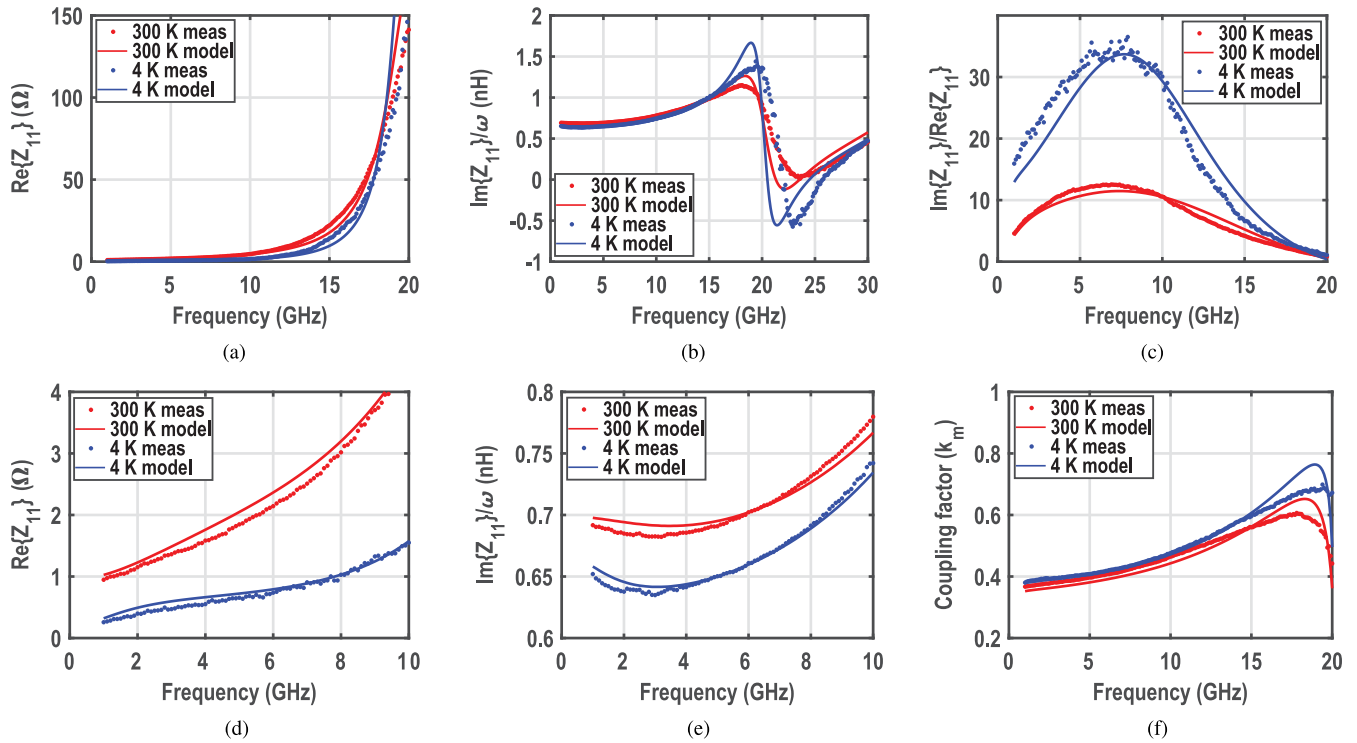 150
100
50
0
Re{Z11} (Ω)
300 K meas
300 K model
4 K meas
4 K model
0 5 10 15 20
Frequency (GHz)
(a)
2
1.5
1
0.5
0
-0.5
-1
Im{Z11}/ω (nH)
300 K meas
300 K model
4 K meas
4 K model
0 5 10 15 20 25 30
Frequency (GHz)
(b)
30
20
10
0
Im{Z11}/Re{Z11}
300 K meas
300 K model
4 K meas
4 K model
0 5 10 15 20
Frequency (GHz)
(c)
4
3
2
1
0
Re{Z11} (Ω)
300 K meas
300 K model
4 K meas
4 K model
0 2 4 6 8 10
Frequency (GHz)
(d)
0.8
0.75
0.7
0.65
0.6
Im{Z11}/ω (nH)
300 K meas
300 K model
4 K meas
4 K model
0 2 4 6 8 10
Frequency (GHz)
(e)
1
0.8
0.6
0.4
0.2
Coupling factor (km)
300 K meas
300 K model
4 K meas
4 K model
0 5 10 15 20
Frequency (GHz)
(f)